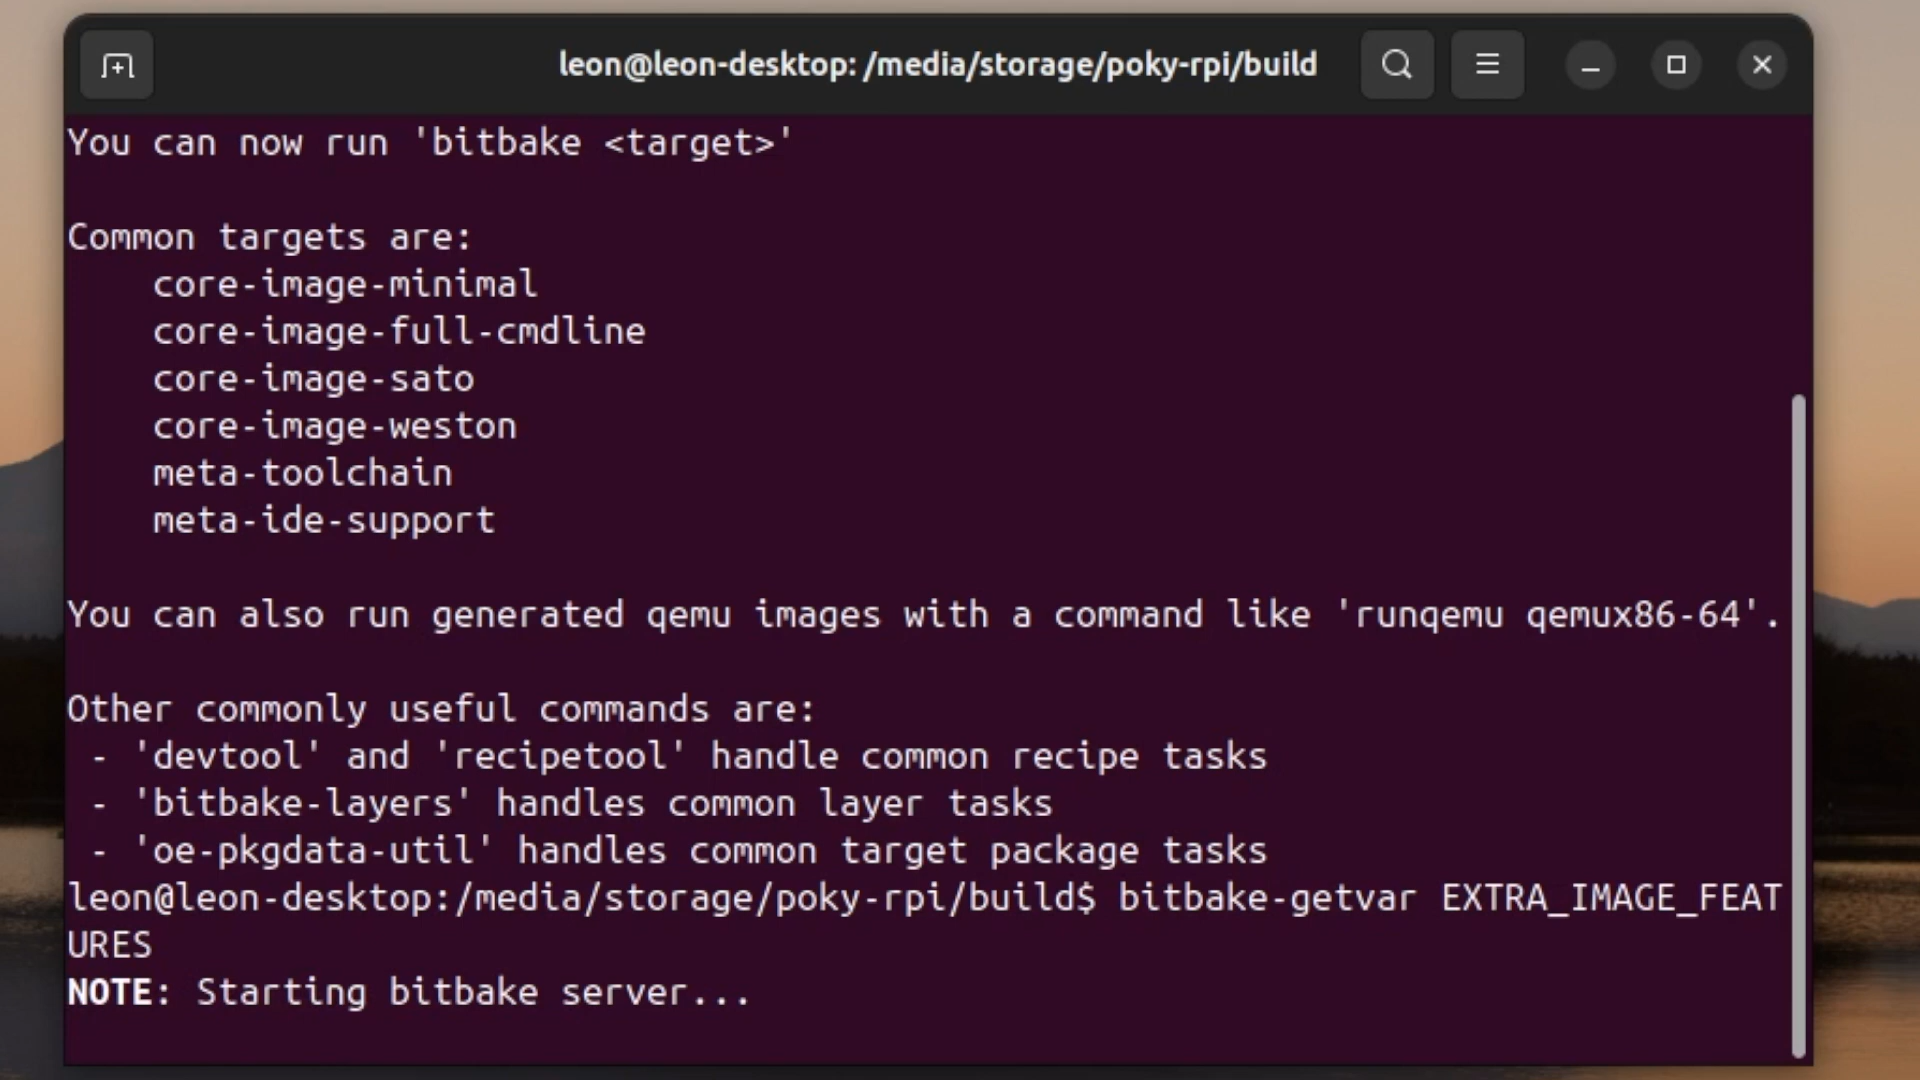 leon@leon-desktop: /media/storage/poky-rpi/build
You can now run 'bitbake <target>'
Common targets are:
core-image-minimal
core-image-full-cmdline
core-image-sato
core-image-weston
meta-toolchain
meta-ide-support
You can also run generated qemu images with a command like 'runqemu qemux86-64'.
Other commonly useful commands are:
- 'devtool' and 'recipetool' handle common recipe tasks
- 'bitbake-layers' handles common layer tasks
- 'oe-pkgdata-util' handles common target package tasks
leon@leon-desktop:/media/storage/poky-rpi/build$ bitbake-getvar EXTRA_IMAGE_FEAT
URES
NOTE: Starting bitbake server...